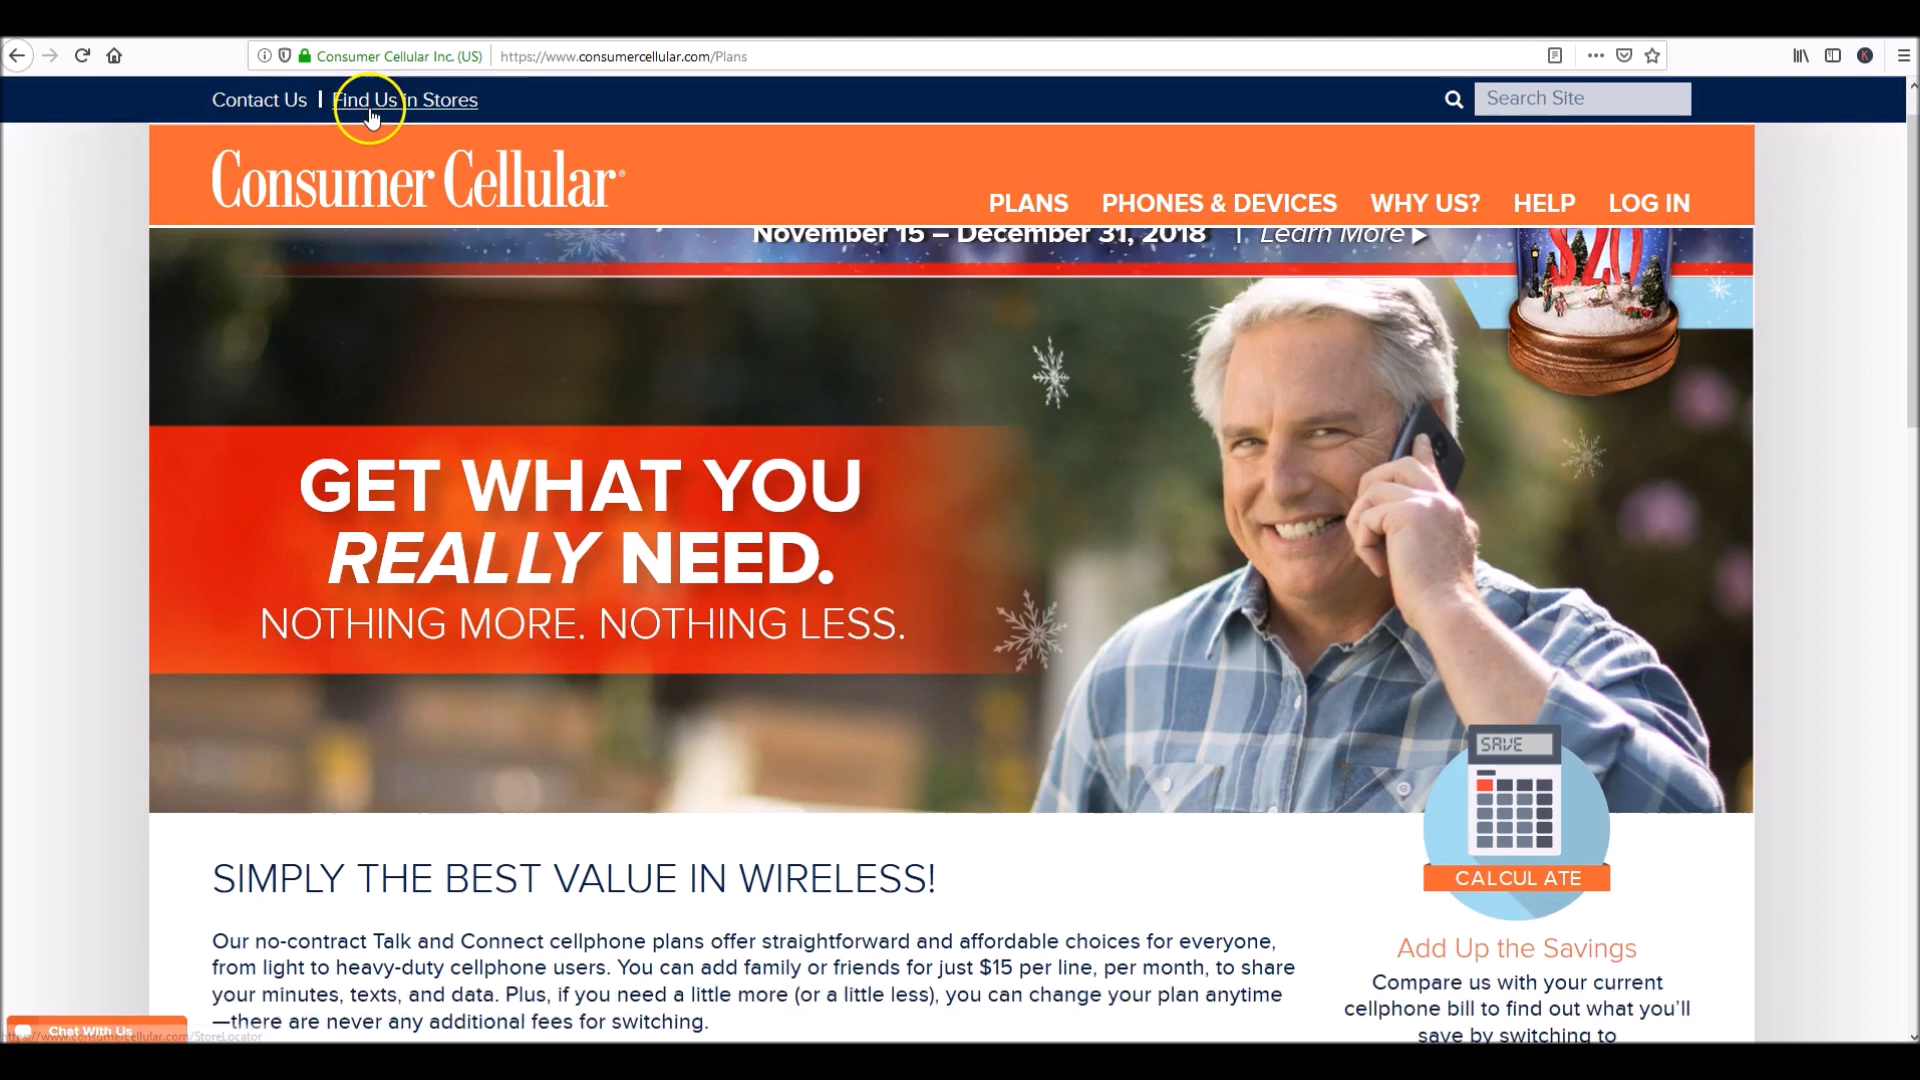 Consumer Cellular Inc. (US)
https://www.consumercellular.com/Plans
Contact Us | Find Us in Stores
Search Site
Consumer Cellular®
PLANS PHONES & DEVICES WHY US? HELP LOG IN
November 15 – December 31, 2018 | Learn More ▶
$20
GET WHAT YOU
REALLY NEED.
NOTHING MORE. NOTHING LESS.
SAVE
CALCULATE
SIMPLY THE BEST VALUE IN WIRELESS!
Our no-contract Talk and Connect cellphone plans offer straightforward and affordable choices for everyone,
from light to heavy-duty cellphone users. You can add family or friends for just $15 per line, per month, to share
your minutes, texts, and data. Plus, if you need a little more (or a little less), you can change your plan anytime
—there are never any additional fees for switching.
Add Up the Savings
Compare us with your current
cellphone bill to find out what you'll
save by switching to
Chat With Us
https://www.consumercellular.com/StoreLocator